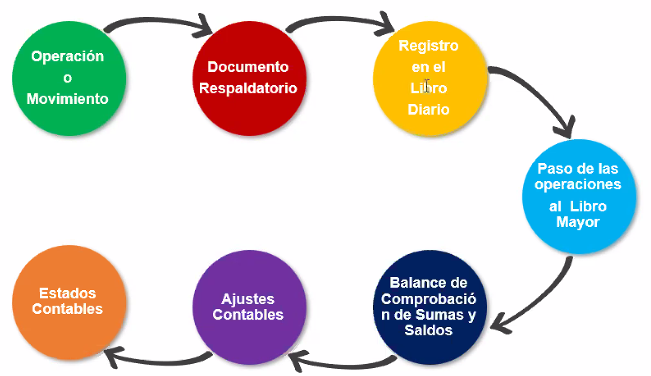 Operación
o
Movimiento
Documento
Respaldatorio
Registro
en el
Libro
Diario
Paso de las
operaciones
al Libro
Mayor
Balance de
Comprobació
n de Sumas y
Saldos
Ajustes
Contables
Estados
Contables